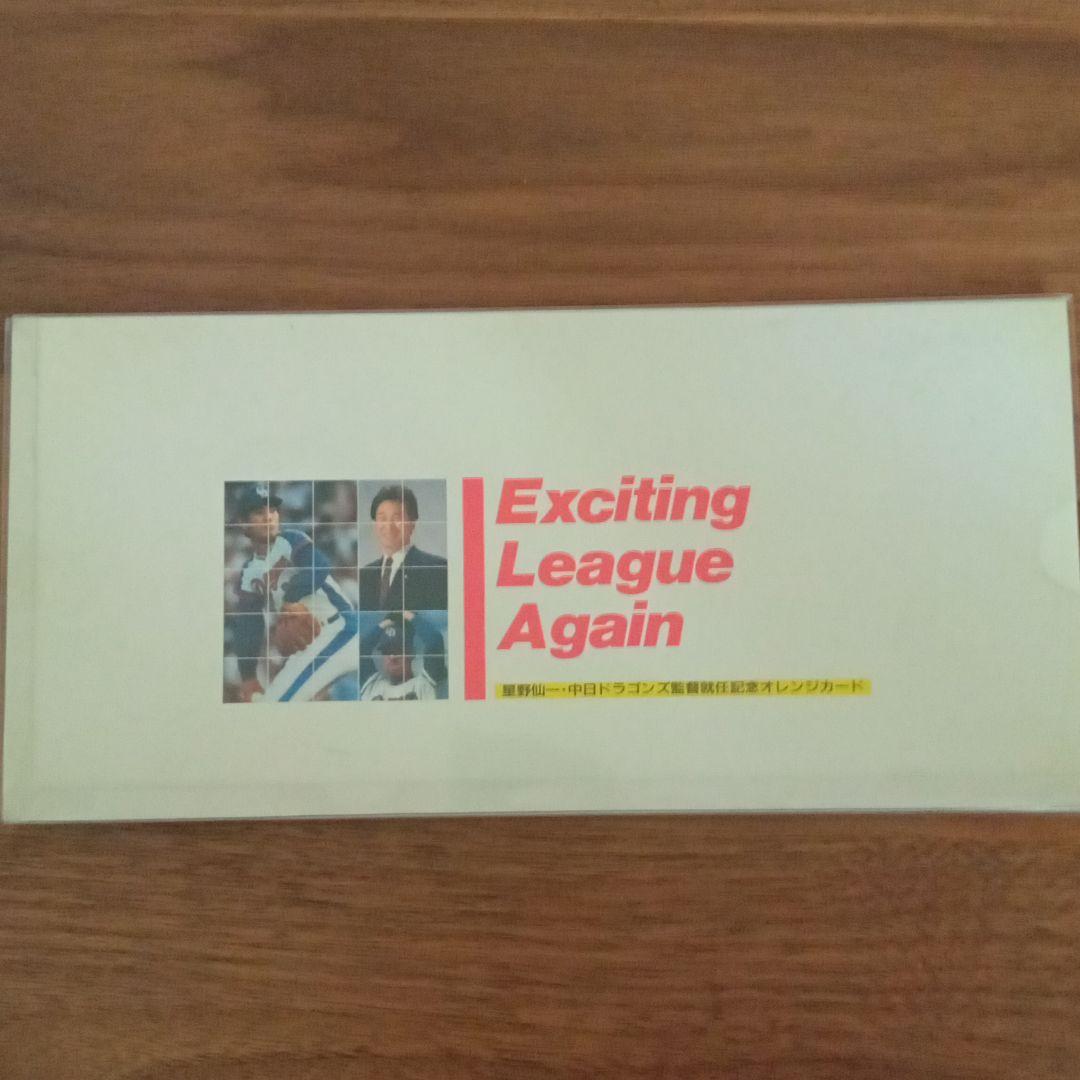 Exciting
League
Again
星野仙一・中日ドラゴンズ監督就任記念オレンジカード